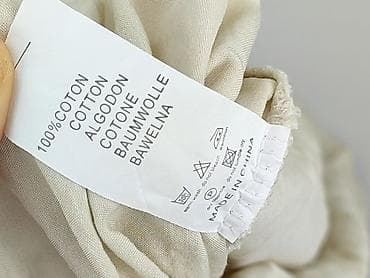 100% COTON
COTTON
ALGODON
COTONE
BAUMWOLLE
BAWELNA
MADE IN CHINA